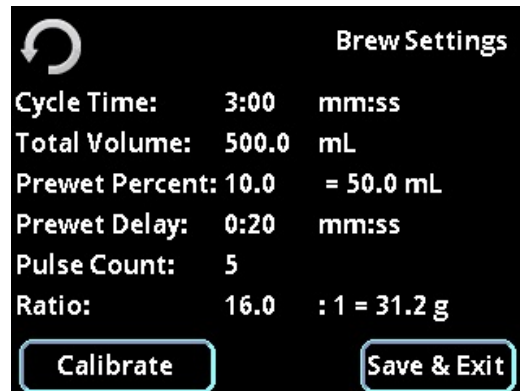 Brew Settings
Cycle Time: 3:00 mm:ss
Total Volume: 500.0 mL
Prewet Percent: 10.0 = 50.0 mL
Prewet Delay: 0:20 mm:ss
Pulse Count: 5
Ratio: 16.0 : 1 = 31.2 g
Calibrate Save & Exit